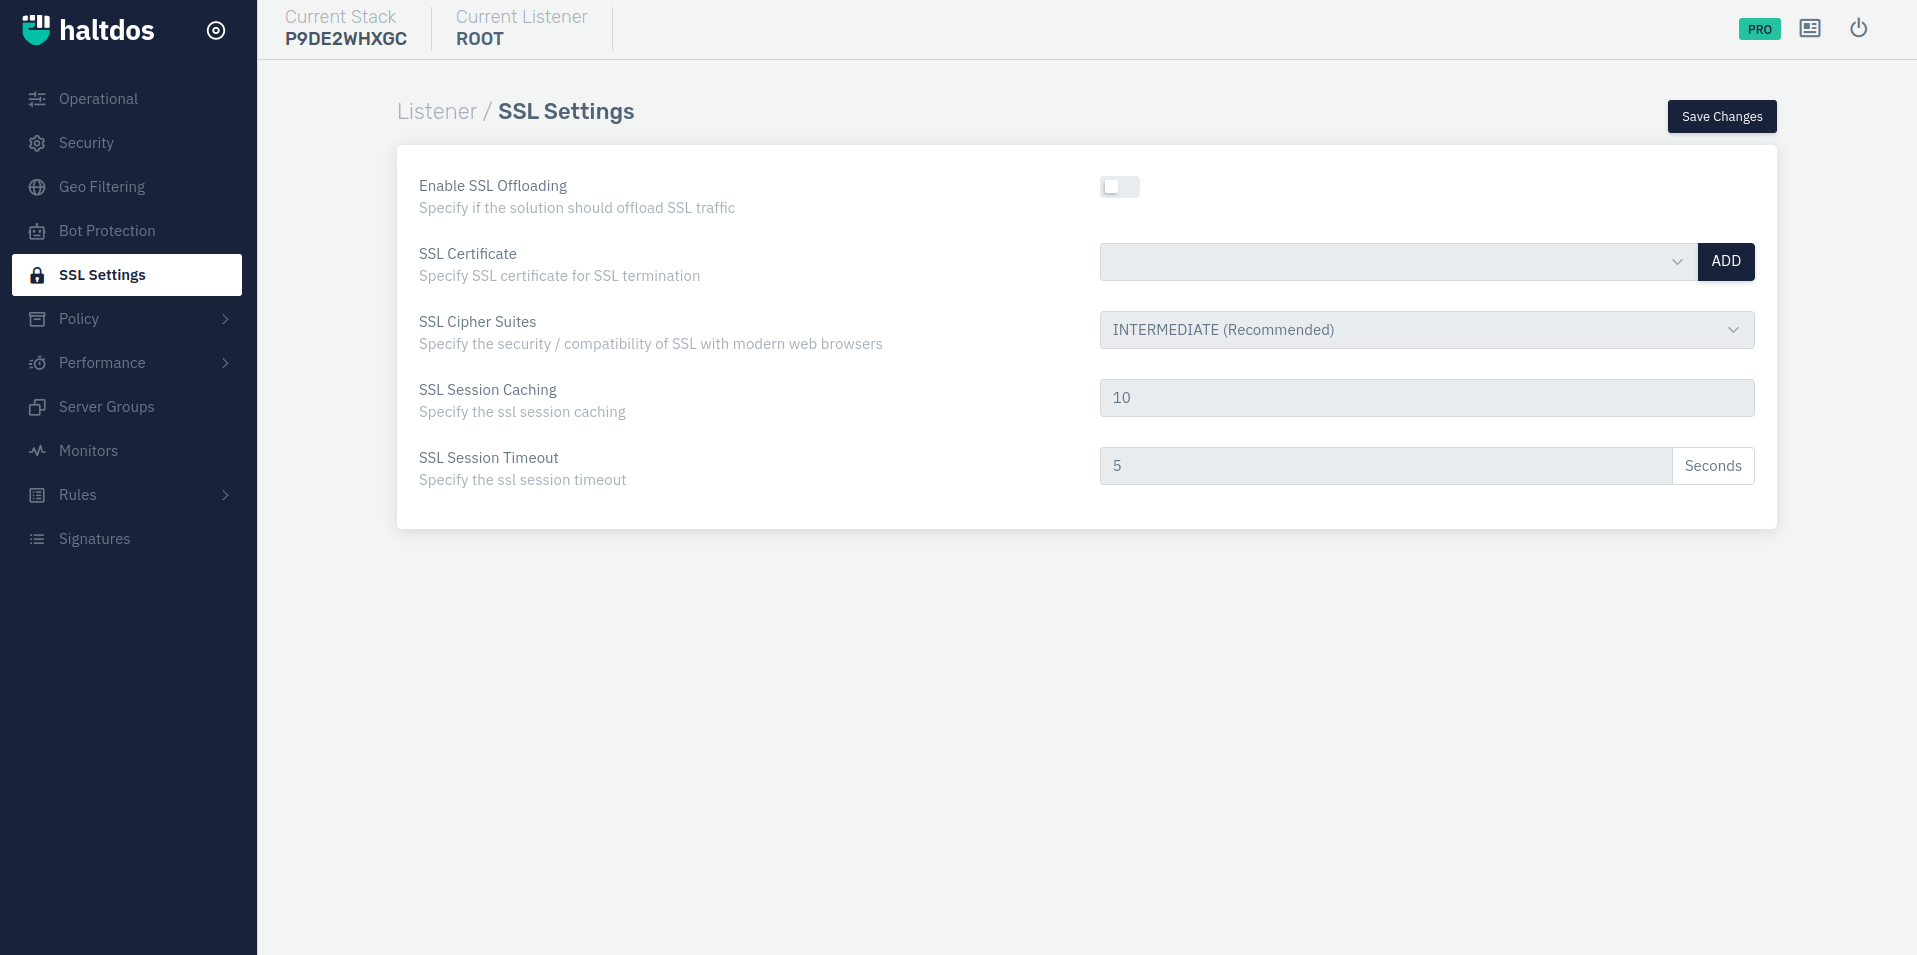 haltdos
Current Stack
P9DE2WHXGC
Current Listener
ROOT
PRO
Operational
Security
Geo Filtering
Bot Protection
SSL Settings
Policy
Performance
Server Groups
Monitors
Rules
Signatures
Listener / SSL Settings
Save Changes
Enable SSL Offloading
Specify if the solution should offload SSL traffic
SSL Certificate
Specify SSL certificate for SSL termination
ADD
SSL Cipher Suites
Specify the security / compatibility of SSL with modern web browsers
INTERMEDIATE (Recommended)
SSL Session Caching
Specify the ssl session caching
10
SSL Session Timeout
Specify the ssl session timeout
5
Seconds